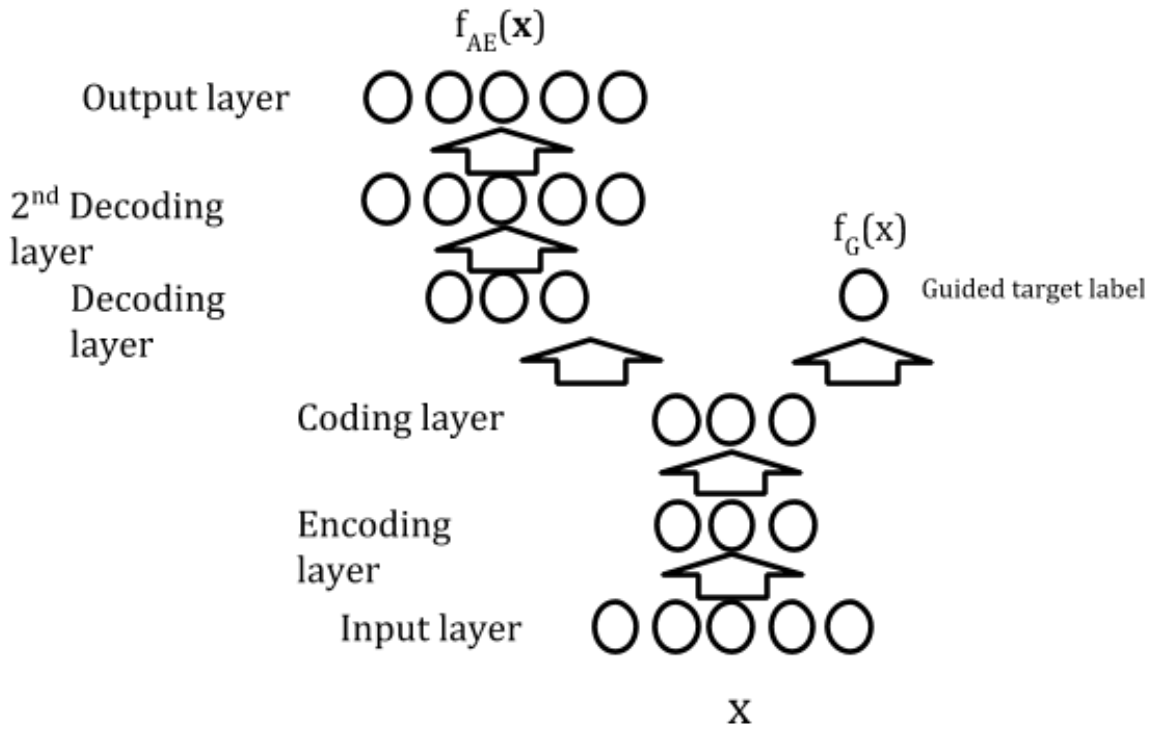 f_AE(x)
Output layer
2nd Decoding
layer
f_G(x)
Decoding
layer
Guided target label
Coding layer
Encoding
layer
Input layer
x